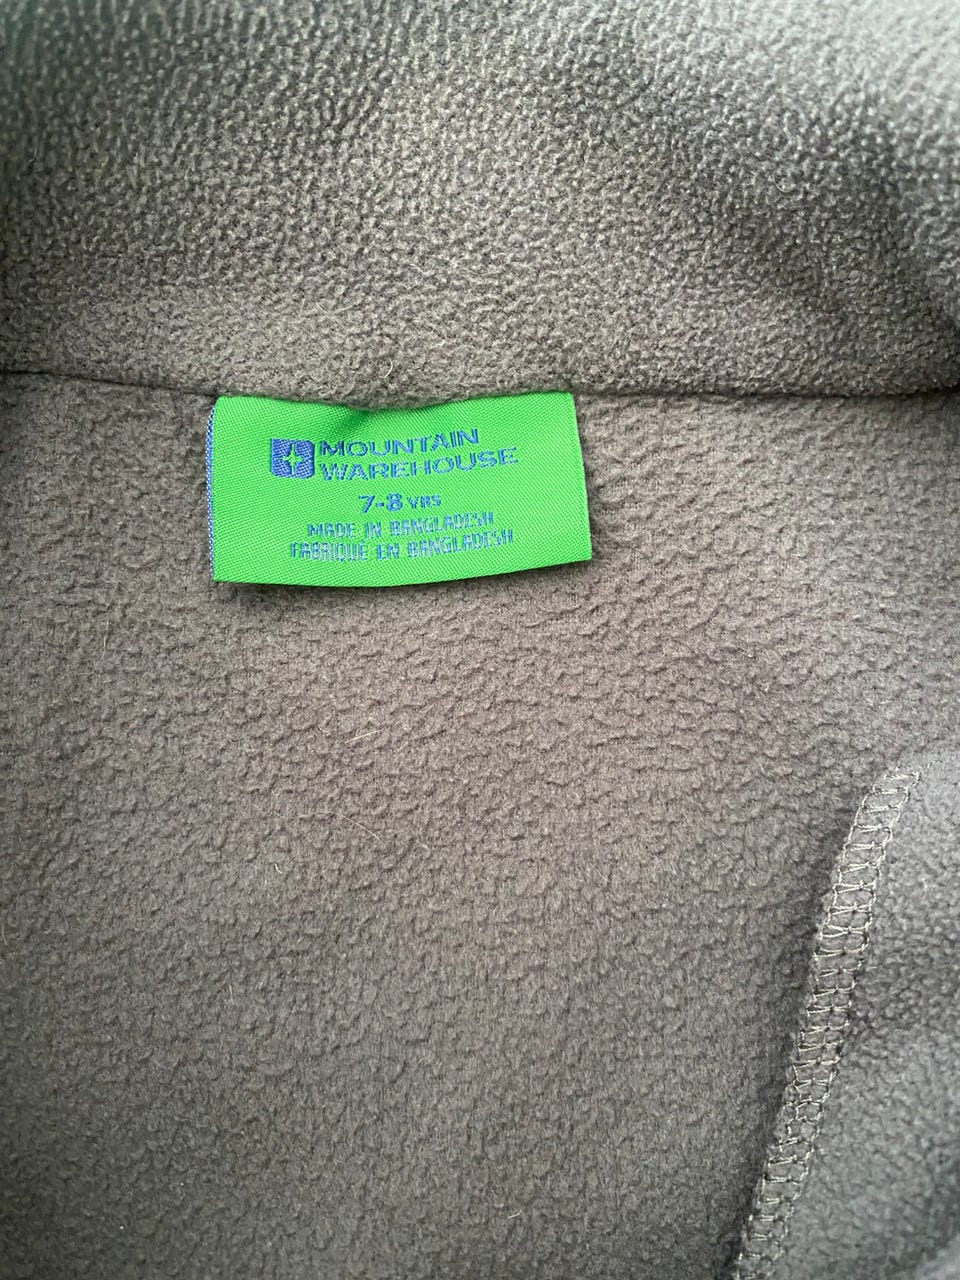 MOUNTAIN
WAREHOUSE
7-8 YRS
MADE IN BANGLADESH
FABRIQUE EN BANGLADESH